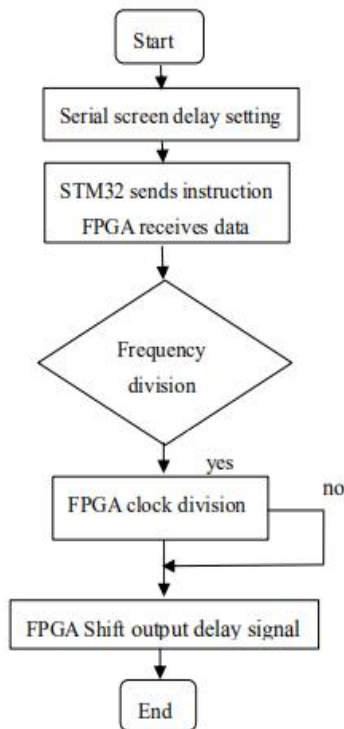 Start
Serial screen delay setting
STM32 sends instruction
FPGA receives data
Frequency
division
yes
no
FPGA clock division
FPGA Shift output delay signal
End